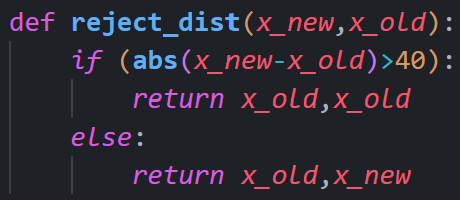 def reject_dist(x_new,x_old):
    if (abs(x_new-x_old)>40):
        return x_old,x_old
    else:
        return x_old,x_new